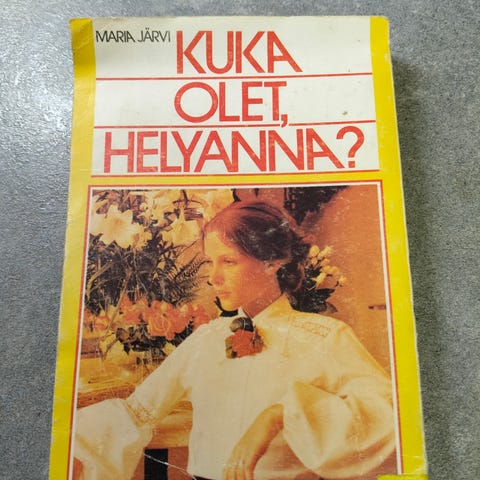 MARIA JÄRVI
KUKA
OLET,
HELYANNA?